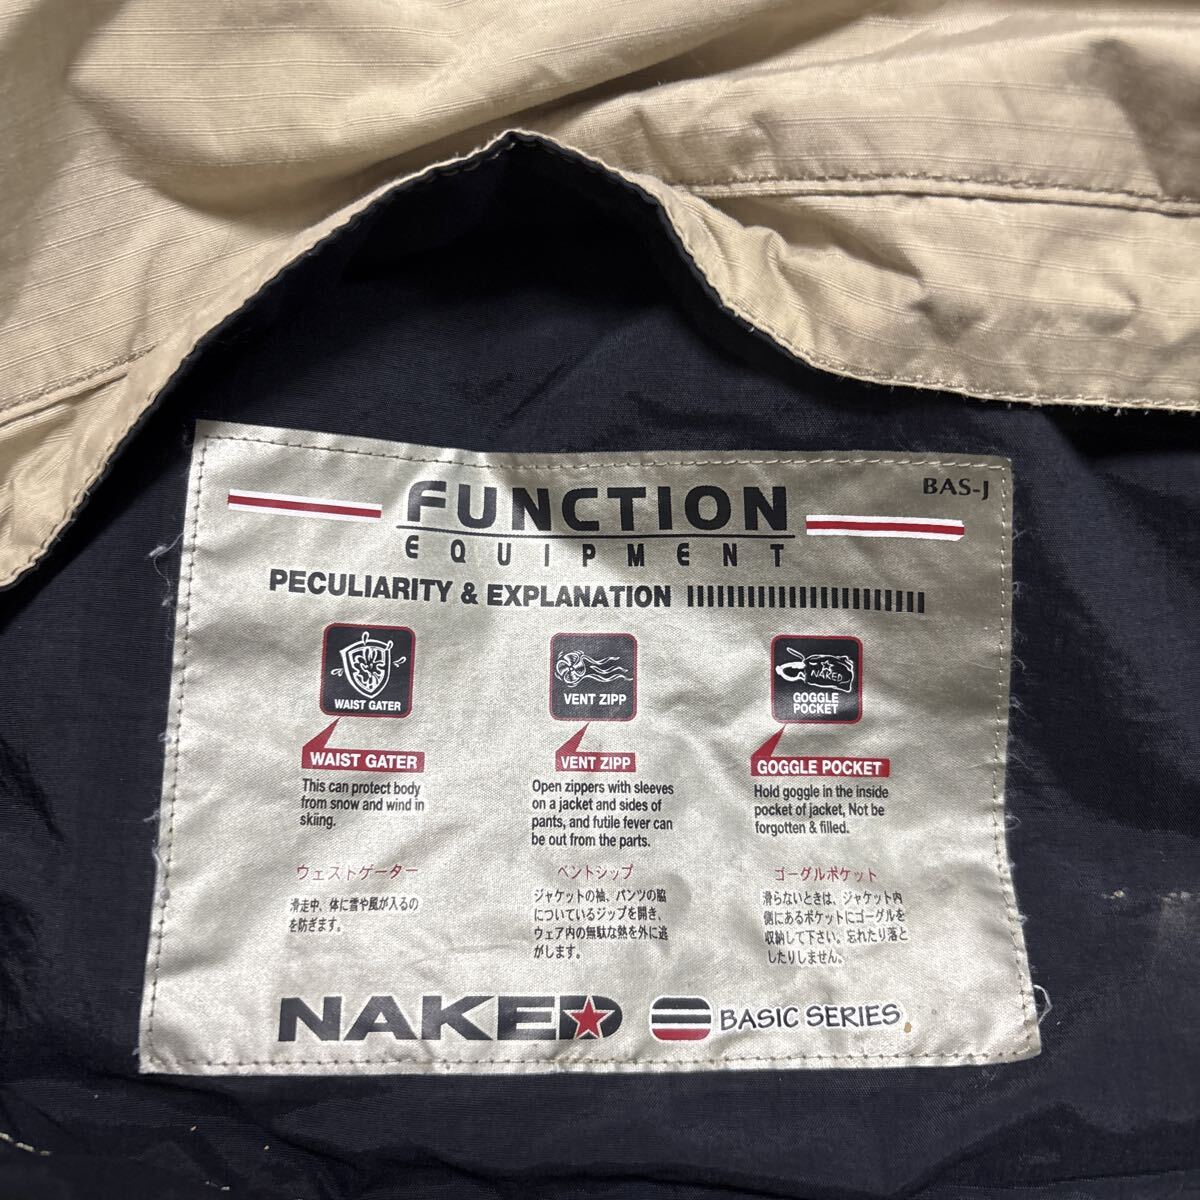 BAS-J
FUNCTION
EQUIPMENT
PECULIARITY & EXPLANATION
WAIST GATER
WAIST GATER
This can protect body
from snow and wind in
skiing.
ウェストゲーター
滑走中、体に雪や風が入るの
を防ぎます。
VENT ZIPP
VENT ZIPP
Open zippers with sleeves
on a jacket and sides of
pants, and futile fever can
be out from the parts.
ベントジップ
ジャケットの袖、パンツの脇
についているジップを開き、
ウェア内の無駄な熱を外に逃
がします。
NAKED
GOGGLE
POCKET
GOGGLE POCKET
Hold goggle in the inside
pocket of jacket, Not be
forgotten & filled.
ゴーグルポケット
滑らないときは、ジャケット内
側にあるポケットにゴーグルを
収納して下さい。忘れたり落と
したりしません。
NAKED
BASIC SERIES